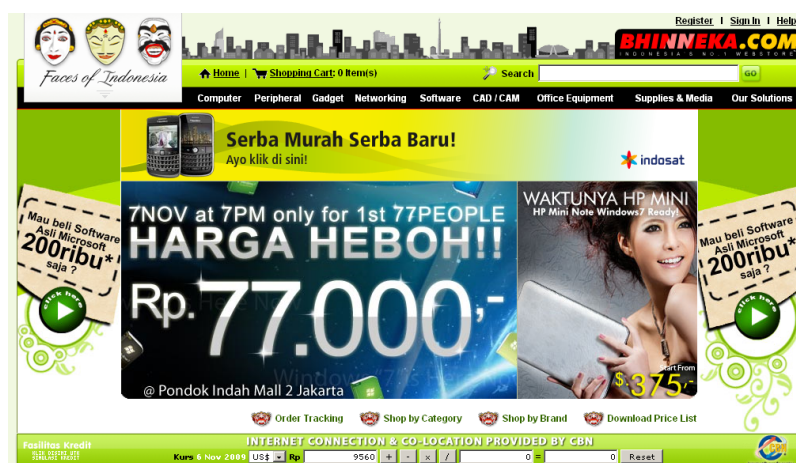 Register | Sign In | Help
BHINNEKA.COM
INDONESIA'S NO.1 WEBSTORE
Faces of Indonesia
Home | Shopping Cart: 0 Item(s)
Search
GO
Computer Peripheral Gadget Networking Software CAD / CAM Office Equipment Supplies & Media Our Solutions
Serba Murah Serba Baru!
Ayo klik di sini!
indosat
Mau beli Software
Asli Microsoft
200ribu*
saja ?
click here
7NOV at 7PM only for 1st 77PEOPLE
HARGA HEBOH!!
Rp. 77.000,-
@ Pondok Indah Mall 2 Jakarta
WAKTUNYA HP MINI
HP Mini Note Windows7 Ready!
Start From
$.375,-
Mau beli Software
Asli Microsoft
200ribu*
saja ?
click here
Order Tracking Shop by Category Shop by Brand Download Price List
INTERNET CONNECTION & CO-LOCATION PROVIDED BY CBN
Fasilitas Kredit
Kurs 6 Nov 2009 US$ Rp 9560 + - x / 0 = 0 Reset